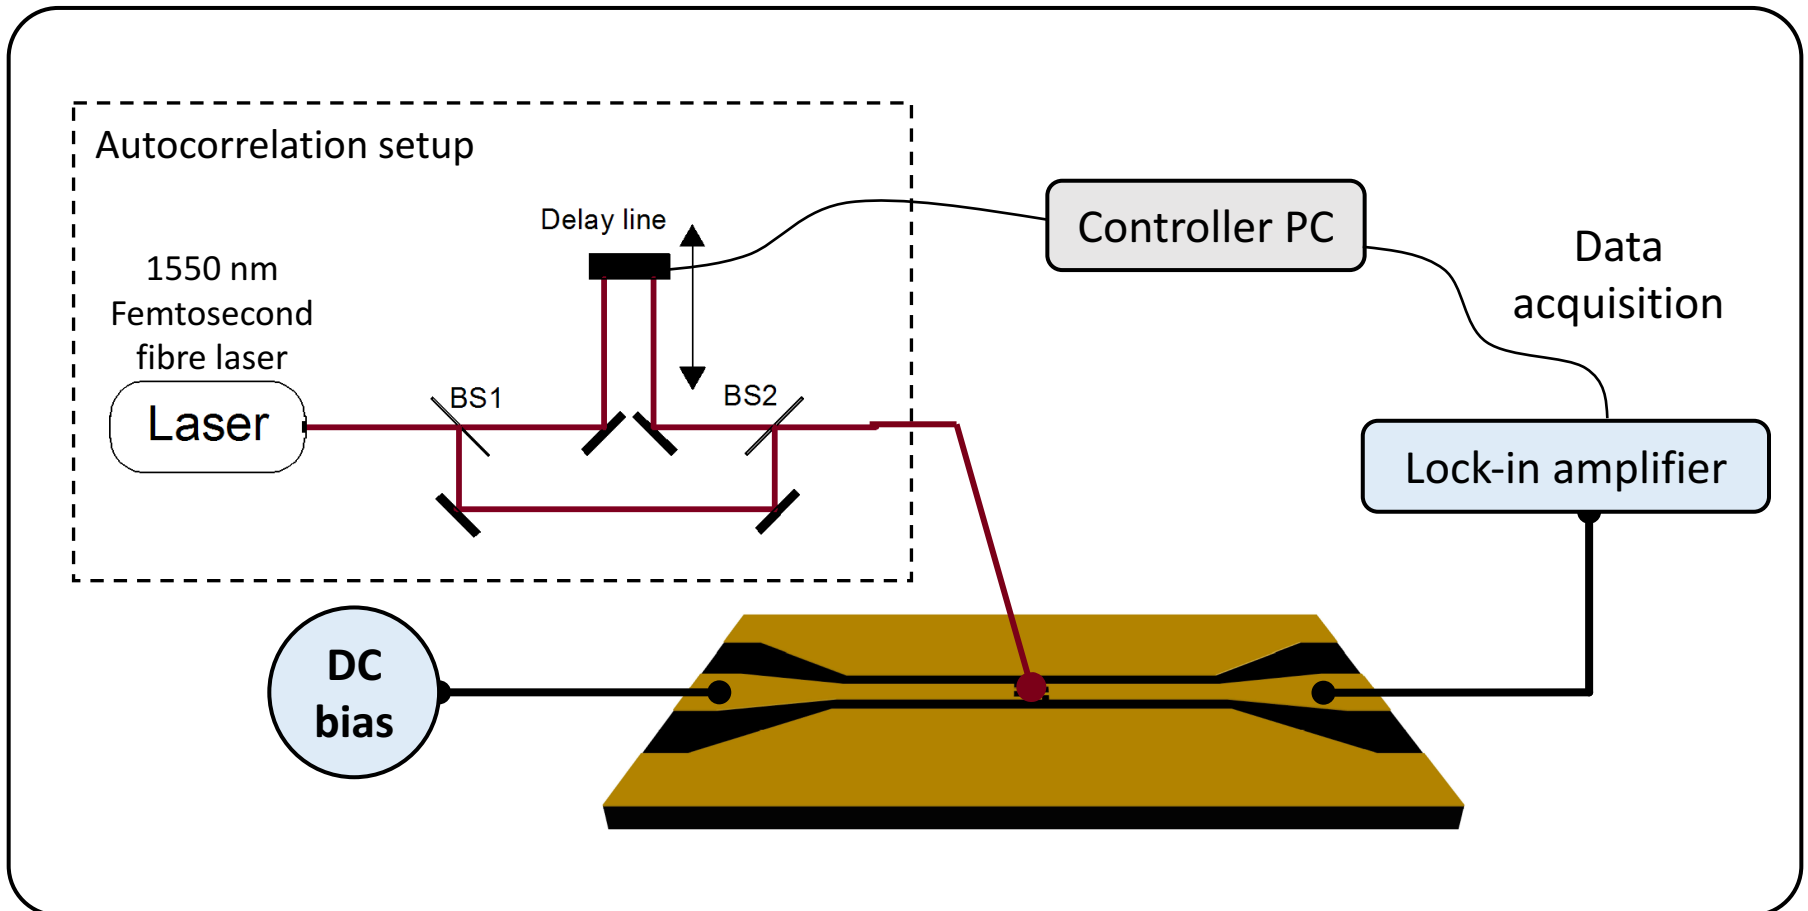 Autocorrelation setup
Delay line
1550 nm
Femtosecond
fibre laser
Laser
BS1
BS2
Controller PC
Data
acquisition
Lock-in amplifier
DC
bias